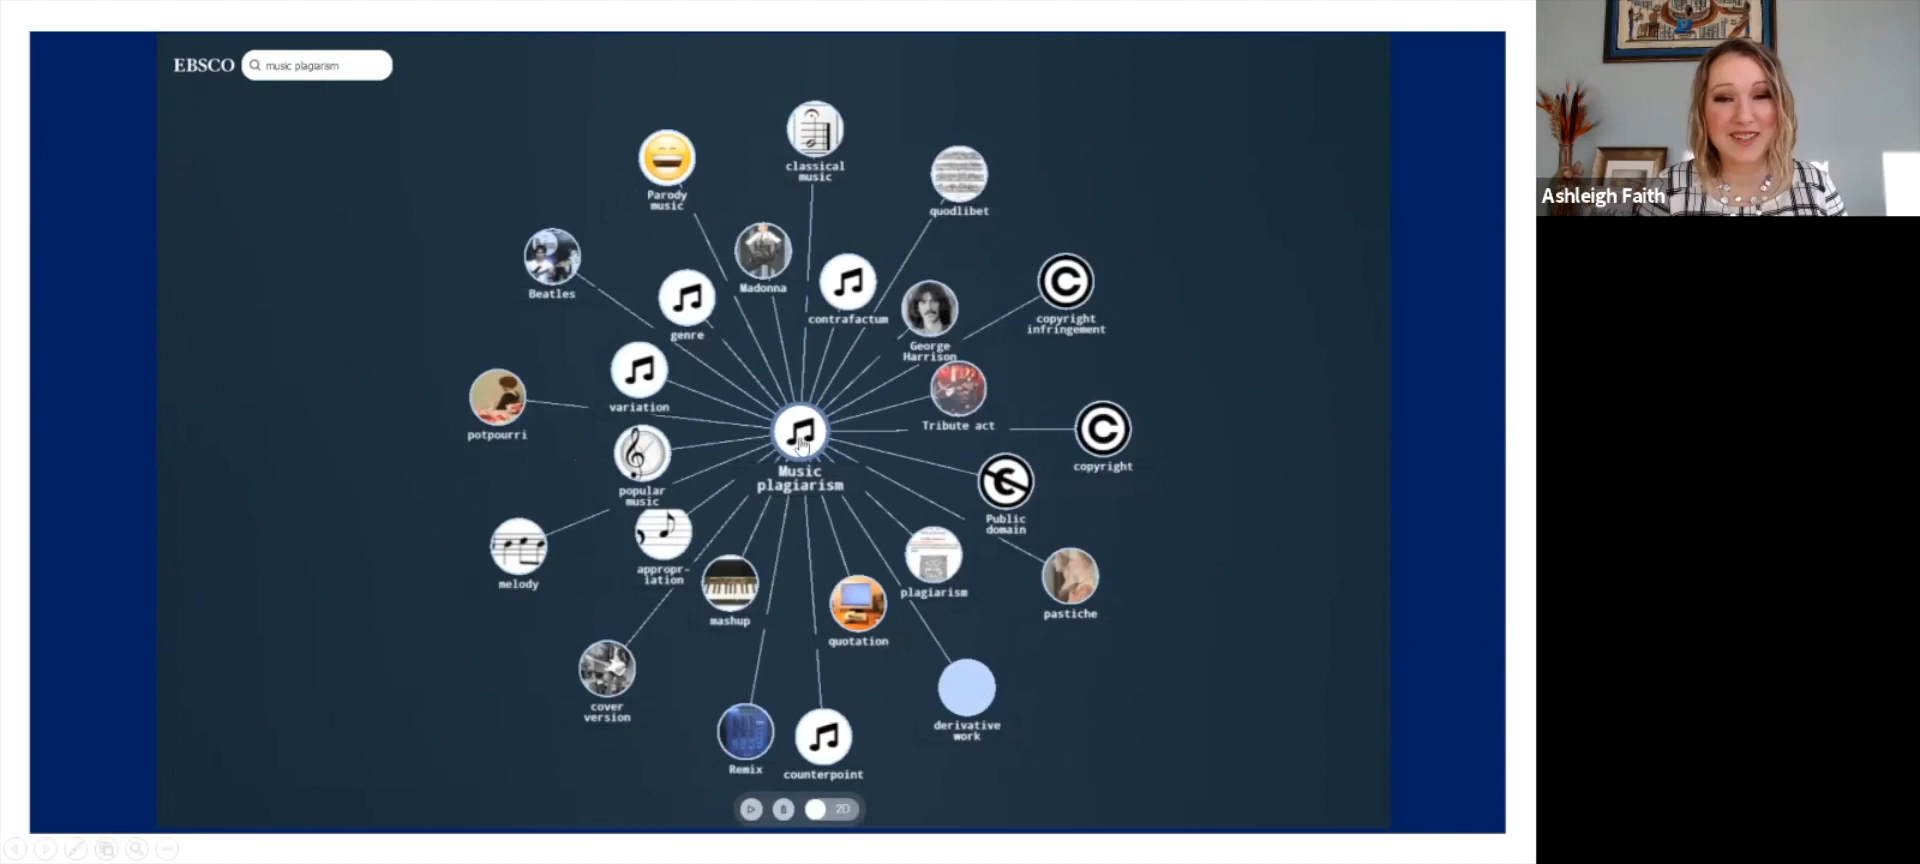 EBSCO
music plagiarism
classical
music
Parody
music
quodlibet
Beatles
Madonna
genre
contrafactum
copyright
infringement
George
Harrison
variation
potpourri
Tribute act
copyright
Music
plagiarism
popular
music
Public
domain
melody
appropr-
iation
mashup
quotation
plagiarism
pastiche
cover
version
derivative
work
Remix
counterpoint
2D
Ashleigh Faith